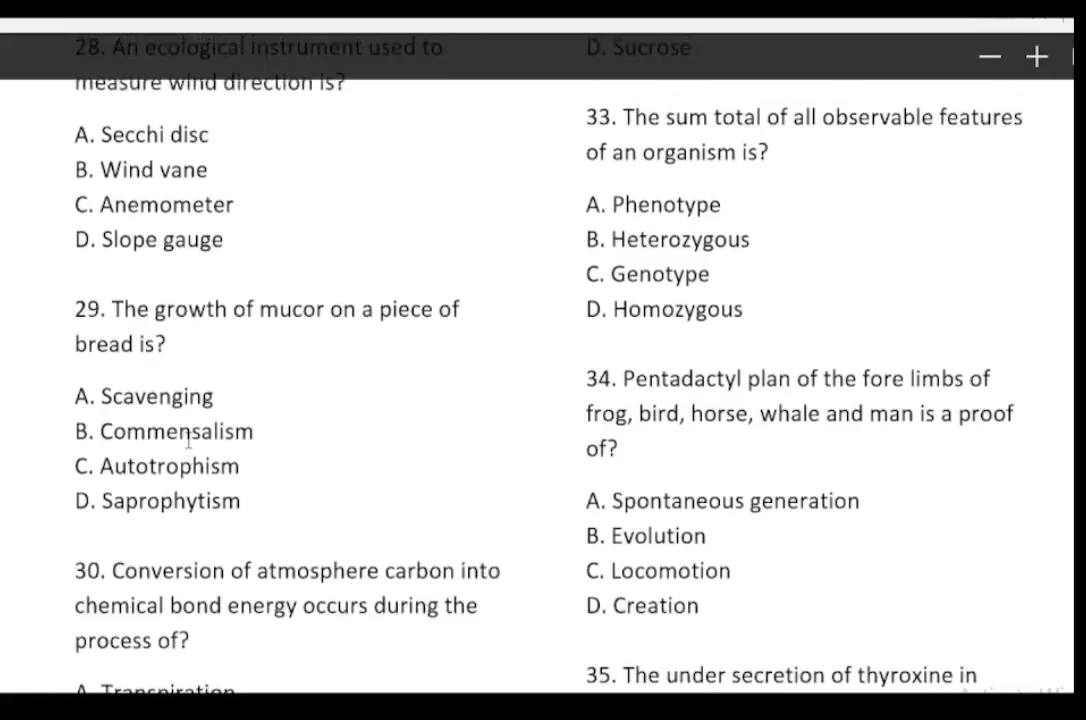 28. An ecological instrument used to
measure wind direction is?
A. Secchi disc
B. Wind vane
C. Anemometer
D. Slope gauge
29. The growth of mucor on a piece of
bread is?
A. Scavenging
B. Commensalism
C. Autotrophism
D. Saprophytism
30. Conversion of atmosphere carbon into
chemical bond energy occurs during the
process of?
A. Transpiration
D. Sucrose
33. The sum total of all observable features
of an organism is?
A. Phenotype
B. Heterozygous
C. Genotype
D. Homozygous
34. Pentadactyl plan of the fore limbs of
frog, bird, horse, whale and man is a proof
of?
A. Spontaneous generation
B. Evolution
C. Locomotion
D. Creation
35. The under secretion of thyroxine in